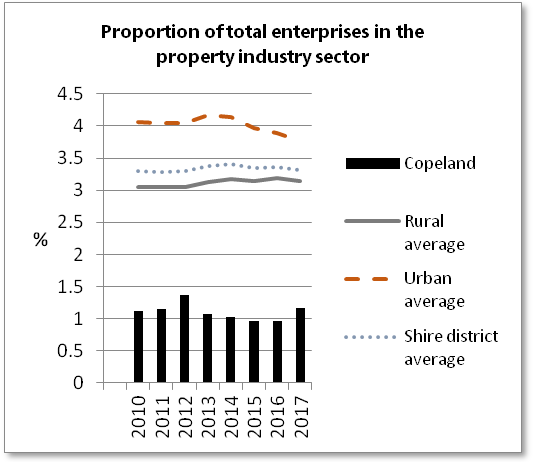 Proportion of total enterprises in the
property industry sector
4.5
4
3.5
3
2.5
2
1.5
1
0.5
0
%
2010
2011
2012
2013
2014
2015
2016
2017
Copeland
Rural
average
Urban
average
Shire district
average